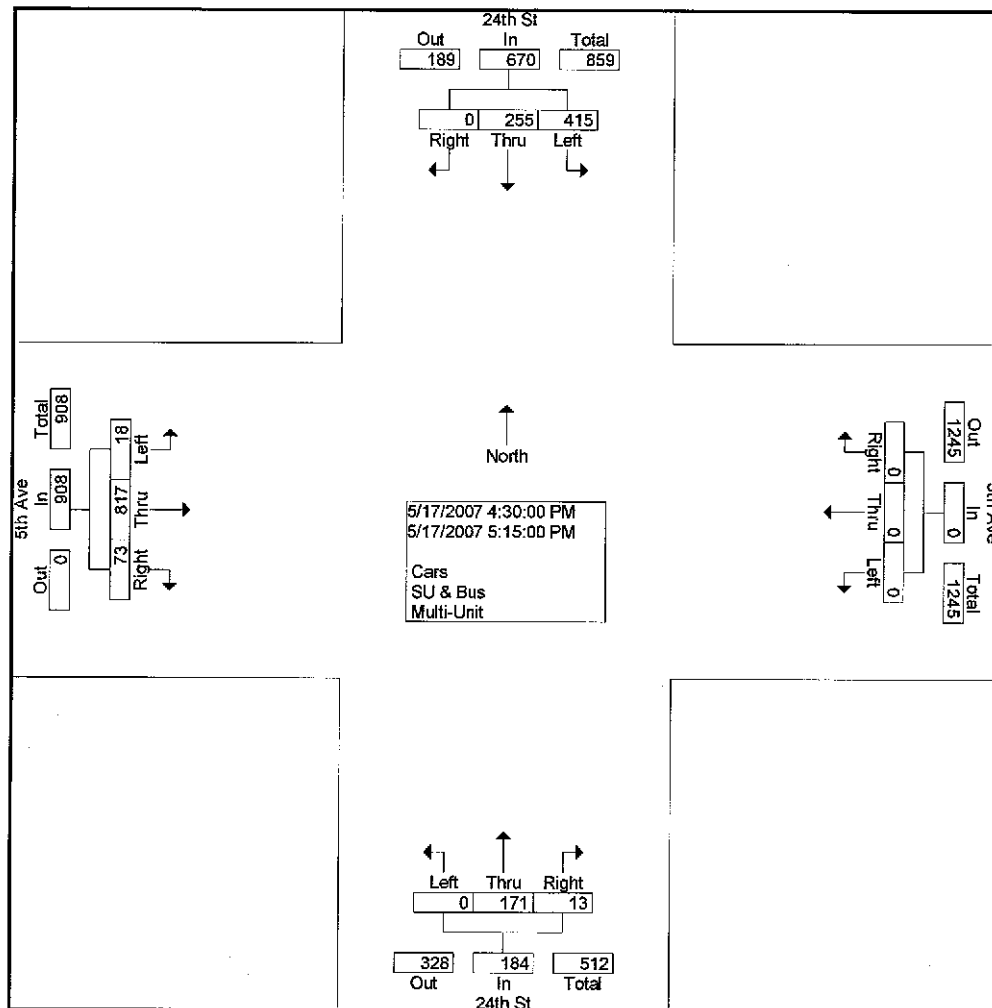 24th St
Out In Total
189 670 859
0 255 415
Right Thru Left
Total 908
In 908
Out 0
5th Ave
18 817 73
Left Thru Right
North
5/17/2007 4:30:00 PM
5/17/2007 5:15:00 PM
Cars
SU & Bus
Multi-Unit
Right Thru Left
0 0 0
Out 1245
In 0
Total 1245
Ave
Left Thru Right
0 171 13
328 184 512
Out In Total
24th St